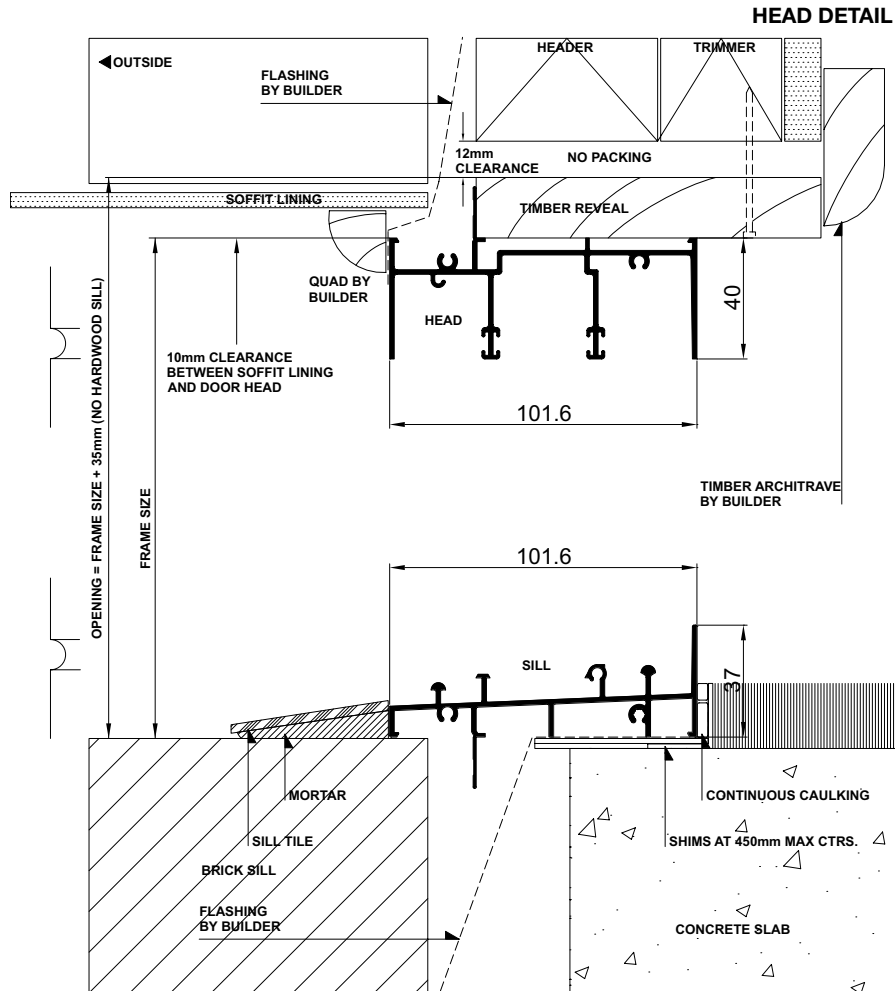 HEAD DETAIL
OUTSIDE
HEADER
TRIMMER
FLASHING
BY BUILDER
12mm
CLEARANCE
NO PACKING
SOFFIT LINING
TIMBER REVEAL
QUAD BY
BUILDER
HEAD
40
10mm CLEARANCE
BETWEEN SOFFIT LINING
AND DOOR HEAD
101.6
OPENING = FRAME SIZE + 35mm (NO HARDWOOD SILL)
FRAME SIZE
TIMBER ARCHITRAVE
BY BUILDER
101.6
SILL
37
MORTAR
CONTINUOUS CAULKING
SILL TILE
SHIMS AT 450mm MAX CTRS.
BRICK SILL
FLASHING
BY BUILDER
CONCRETE SLAB